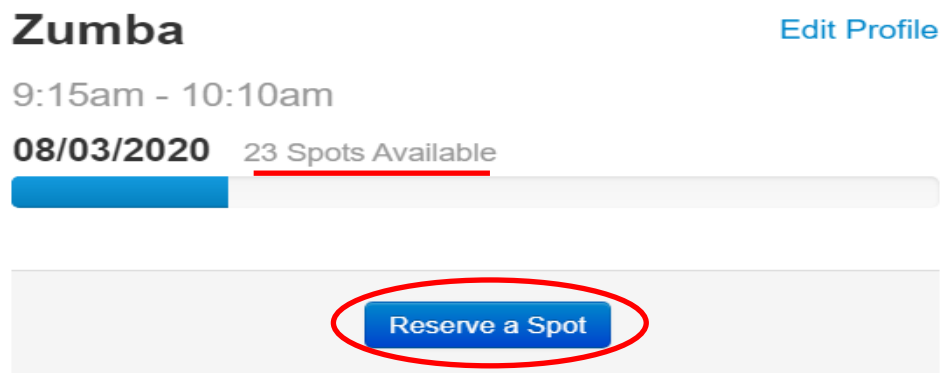 Zumba
Edit Profile
9:15am - 10:10am
08/03/2020 23 Spots Available
Reserve a Spot